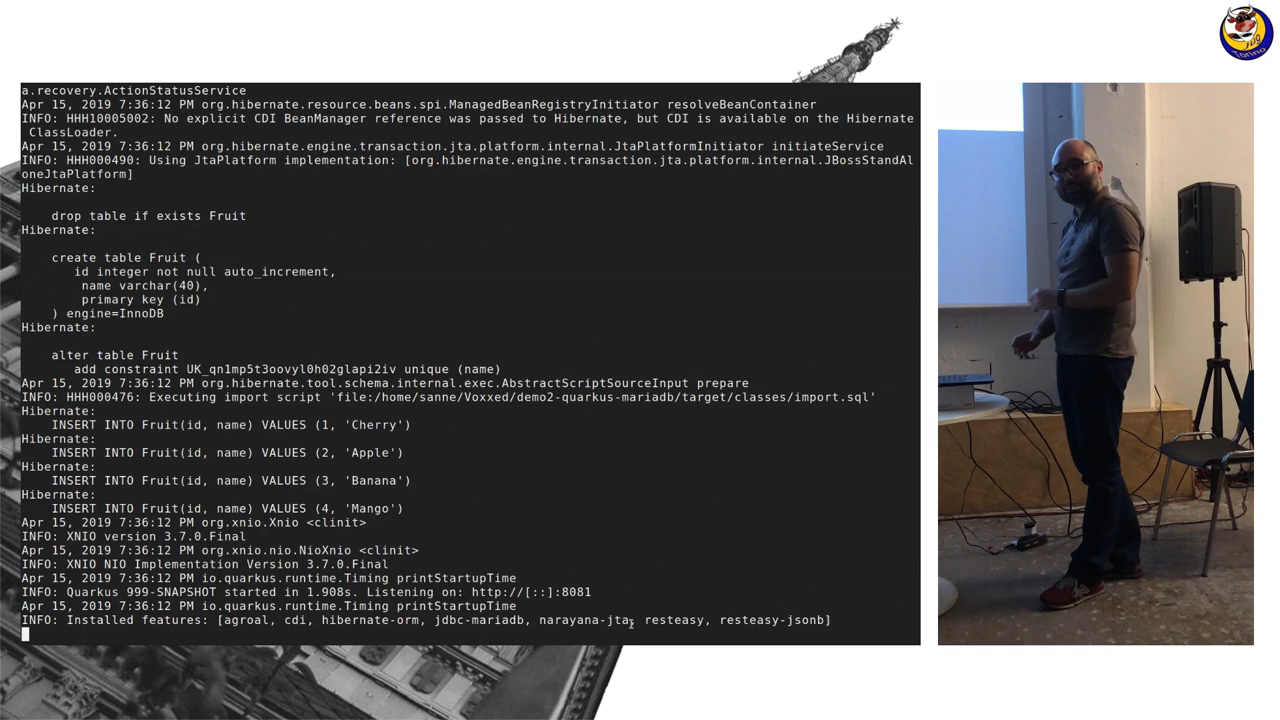 a.recovery.ActionStatusService
Apr 15, 2019 7:36:12 PM org.hibernate.resource.beans.spi.ManagedBeanRegistryInitiator resolveBeanContainer
INFO: HHH10005002: No explicit CDI BeanManager reference was passed to Hibernate, but CDI is available on the Hibernate
ClassLoader.
Apr 15, 2019 7:36:12 PM org.hibernate.engine.transaction.jta.platform.internal.JtaPlatformInitiator initiateService
INFO: HHH000490: Using JtaPlatform implementation: [org.hibernate.engine.transaction.jta.platform.internal.JBossStandAl
oneJtaPlatform]
Hibernate:
drop table if exists Fruit
Hibernate:
create table Fruit (
id integer not null auto_increment,
name varchar(40),
primary key (id)
) engine=InnoDB
Hibernate:
alter table Fruit
add constraint UK_qn1mp5t3oovyl0h02glapi2iv unique (name)
Apr 15, 2019 7:36:12 PM org.hibernate.tool.schema.internal.exec.AbstractScriptSourceInput prepare
INFO: HHH000476: Executing import script 'file:/home/sanne/Voxxed/demo2-quarkus-mariadb/target/classes/import.sql'
Hibernate:
INSERT INTO Fruit(id, name) VALUES (1, 'Cherry')
Hibernate:
INSERT INTO Fruit(id, name) VALUES (2, 'Apple')
Hibernate:
INSERT INTO Fruit(id, name) VALUES (3, 'Banana')
Hibernate:
INSERT INTO Fruit(id, name) VALUES (4, 'Mango')
Apr 15, 2019 7:36:12 PM org.xnio.Xnio <clinit>
INFO: XNIO version 3.7.0.Final
Apr 15, 2019 7:36:12 PM org.xnio.nio.NioXnio <clinit>
INFO: XNIO NIO Implementation Version 3.7.0.Final
Apr 15, 2019 7:36:12 PM io.quarkus.runtime.Timing printStartupTime
INFO: Quarkus 999-SNAPSHOT started in 1.908s. Listening on: http://[::]:8081
Apr 15, 2019 7:36:12 PM io.quarkus.runtime.Timing printStartupTime
INFO: Installed features: [agroal, cdi, hibernate-orm, jdbc-mariadb, narayana-jta, resteasy, resteasy-jsonb]
jug
Torino